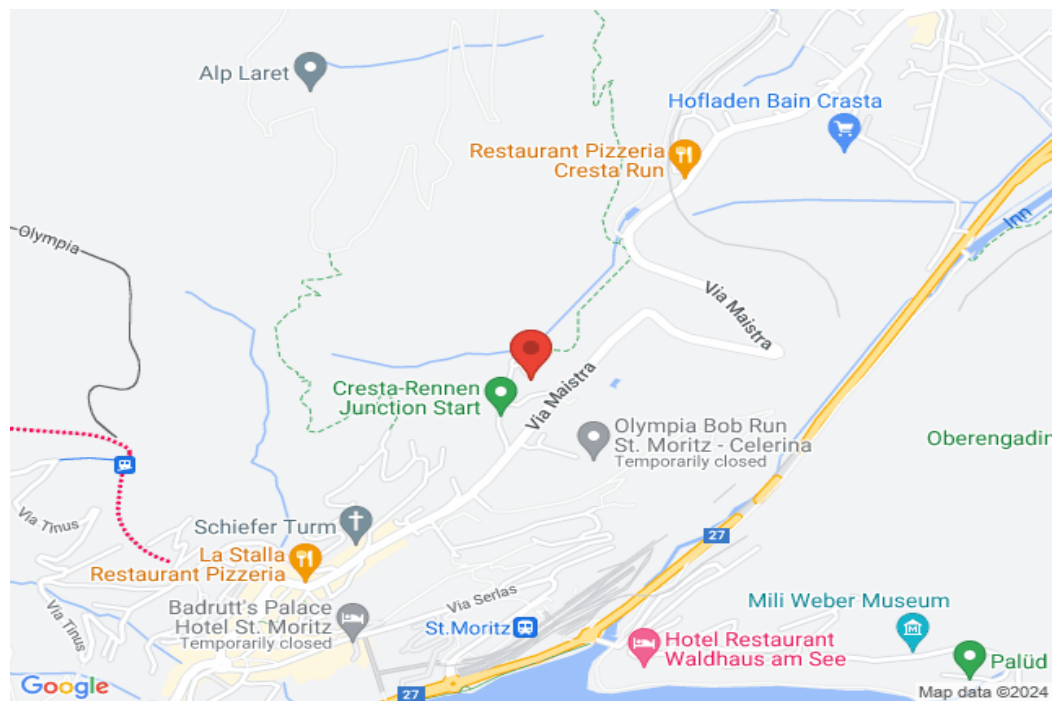 Alp Laret
Hofladen Bain Crasta
Restaurant Pizzeria
Cresta Run
Inn
Olympia
Via Maistra
Cresta-Rennen
Junction Start
Via Maistra
Olympia Bob Run
St. Moritz - Celerina
Temporarily closed
Oberengadin
Via Tinus
Schiefer Turm
27
La Stalla
Restaurant Pizzeria
Via Serlas
Via Tinus
Badrutt's Palace
Hotel St. Moritz
Temporarily closed
St.Moritz
Mili Weber Museum
Hotel Restaurant
Waldhaus am See
Palüd
Google
27
Map data ©2024